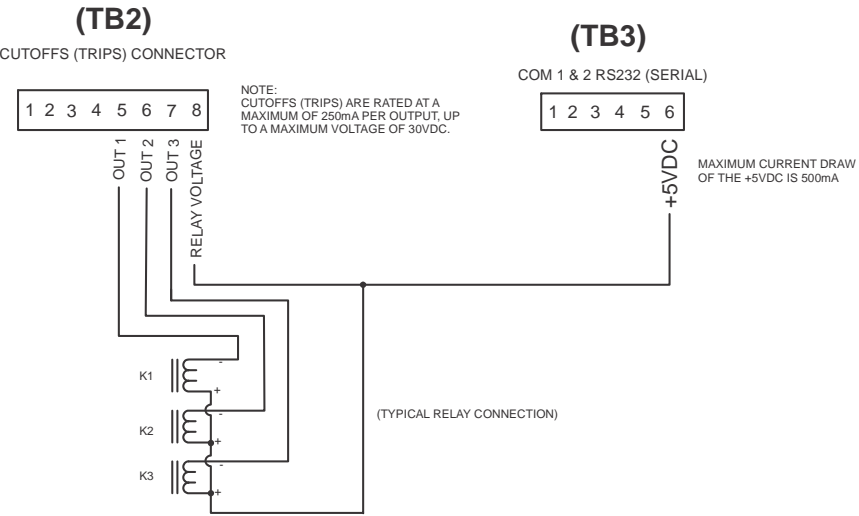 (TB2)
CUTOFFS (TRIPS) CONNECTOR
1 2 3 4 5 6 7 8
NOTE:
CUTOFFS (TRIPS) ARE RATED AT A
MAXIMUM OF 250mA PER OUTPUT, UP
TO A MAXIMUM VOLTAGE OF 30VDC.
OUT 1
OUT 2
OUT 3
RELAY VOLTAGE
(TB3)
COM 1 & 2 RS232 (SERIAL)
1 2 3 4 5 6
+5VDC
MAXIMUM CURRENT DRAW
OF THE +5VDC IS 500mA
K1
-
+
K2
-
+
K3
-
+
(TYPICAL RELAY CONNECTION)